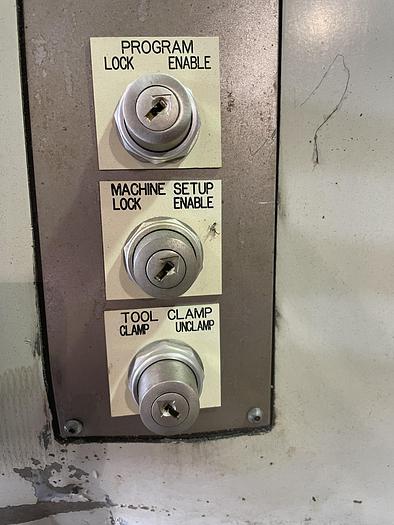 PROGRAM
LOCK ENABLE
MACHINE SETUP
LOCK ENABLE
TOOL CLAMP
CLAMP UNCLAMP